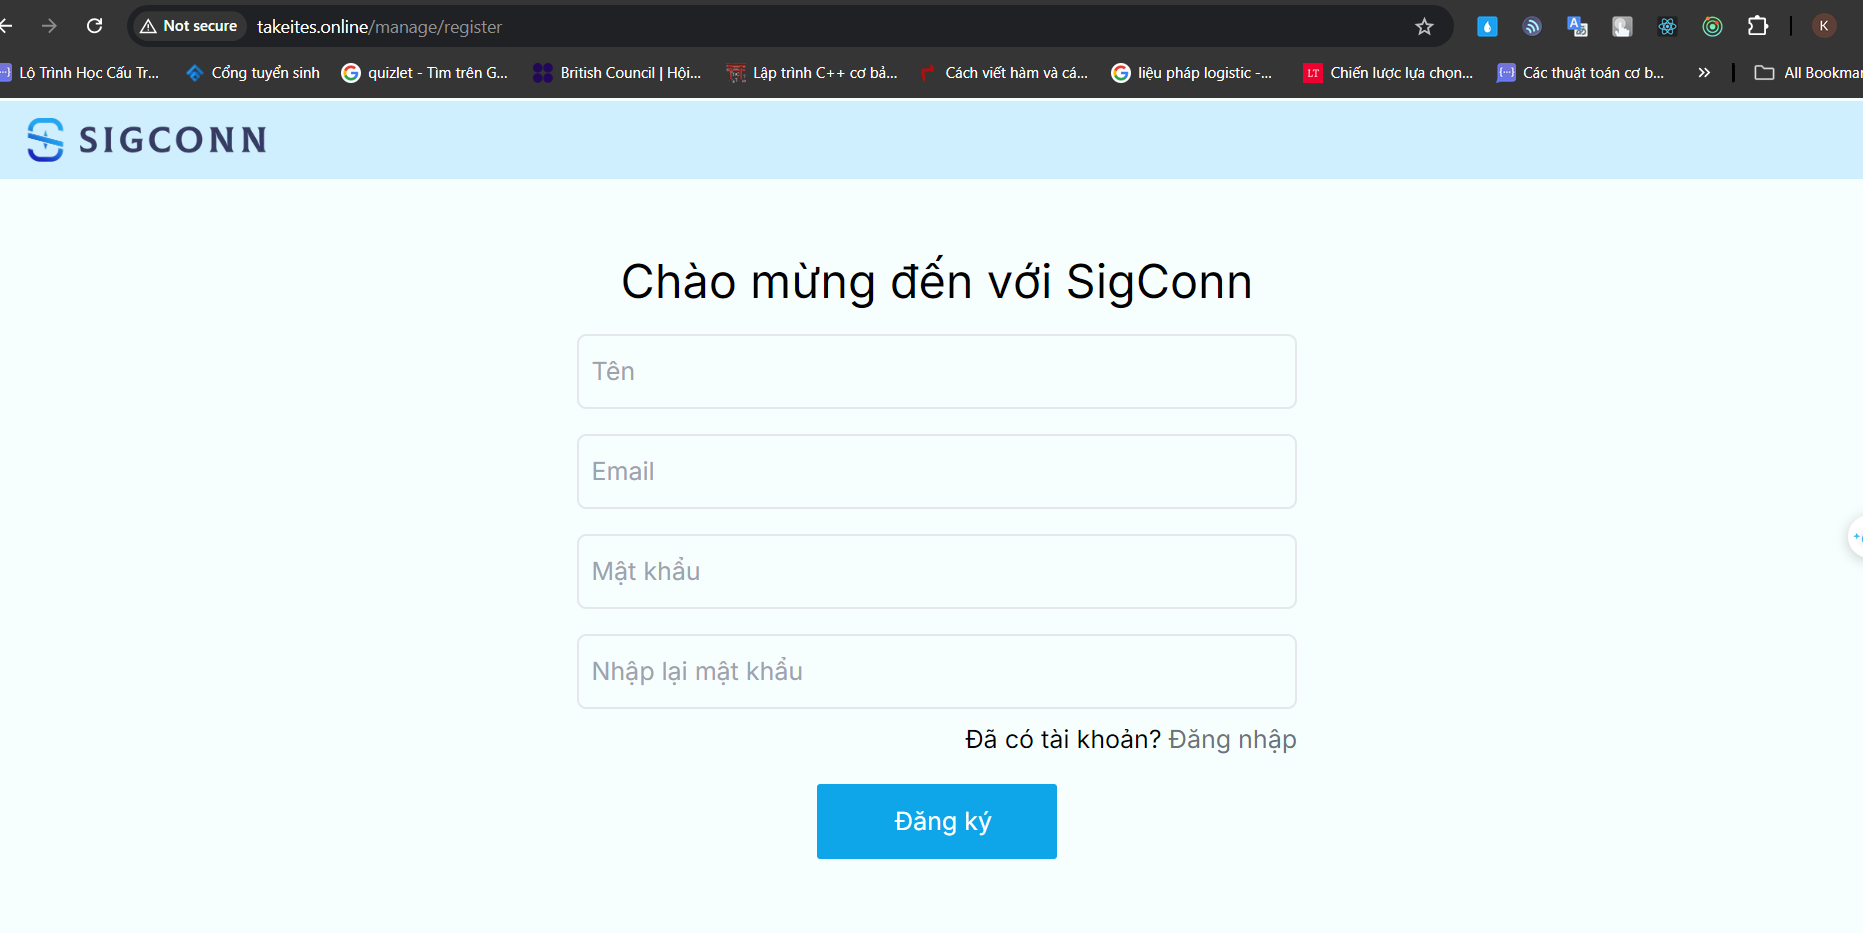 Not secure takeites.online/manage/register K
Lộ Trình Học Cấu Tr... Cổng tuyển sinh quizlet - Tìm trên G... British Council | Hội... Lập trình C++ cơ bả... Cách viết hàm và cá... liệu pháp logistic -... LT Chiến lược lựa chọn... Các thuật toán cơ b... » All Bookmar
SIGCONN
Chào mừng đến với SigConn
Tên
Email
Mật khẩu
Nhập lại mật khẩu
Đã có tài khoản? Đăng nhập
Đăng ký